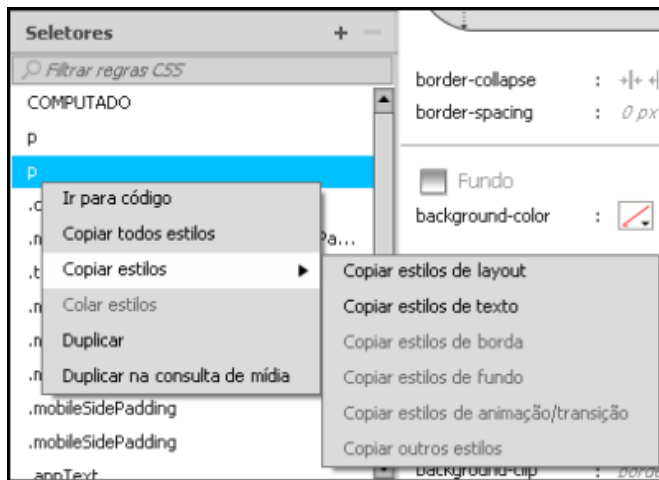 Seletores + −
Filtrar regras CSS
COMPUTADO
p
p
.mobileSidePadding
.mobileSidePadding
.appText
Ir para código
Copiar todos estilos
Copiar estilos
Colar estilos
Duplicar
Duplicar na consulta de mídia
Copiar estilos de layout
Copiar estilos de texto
Copiar estilos de borda
Copiar estilos de fundo
Copiar estilos de animação/transição
Copiar outros estilos
border-collapse :
border-spacing : 0 px
Fundo
background-color :
background-clip :